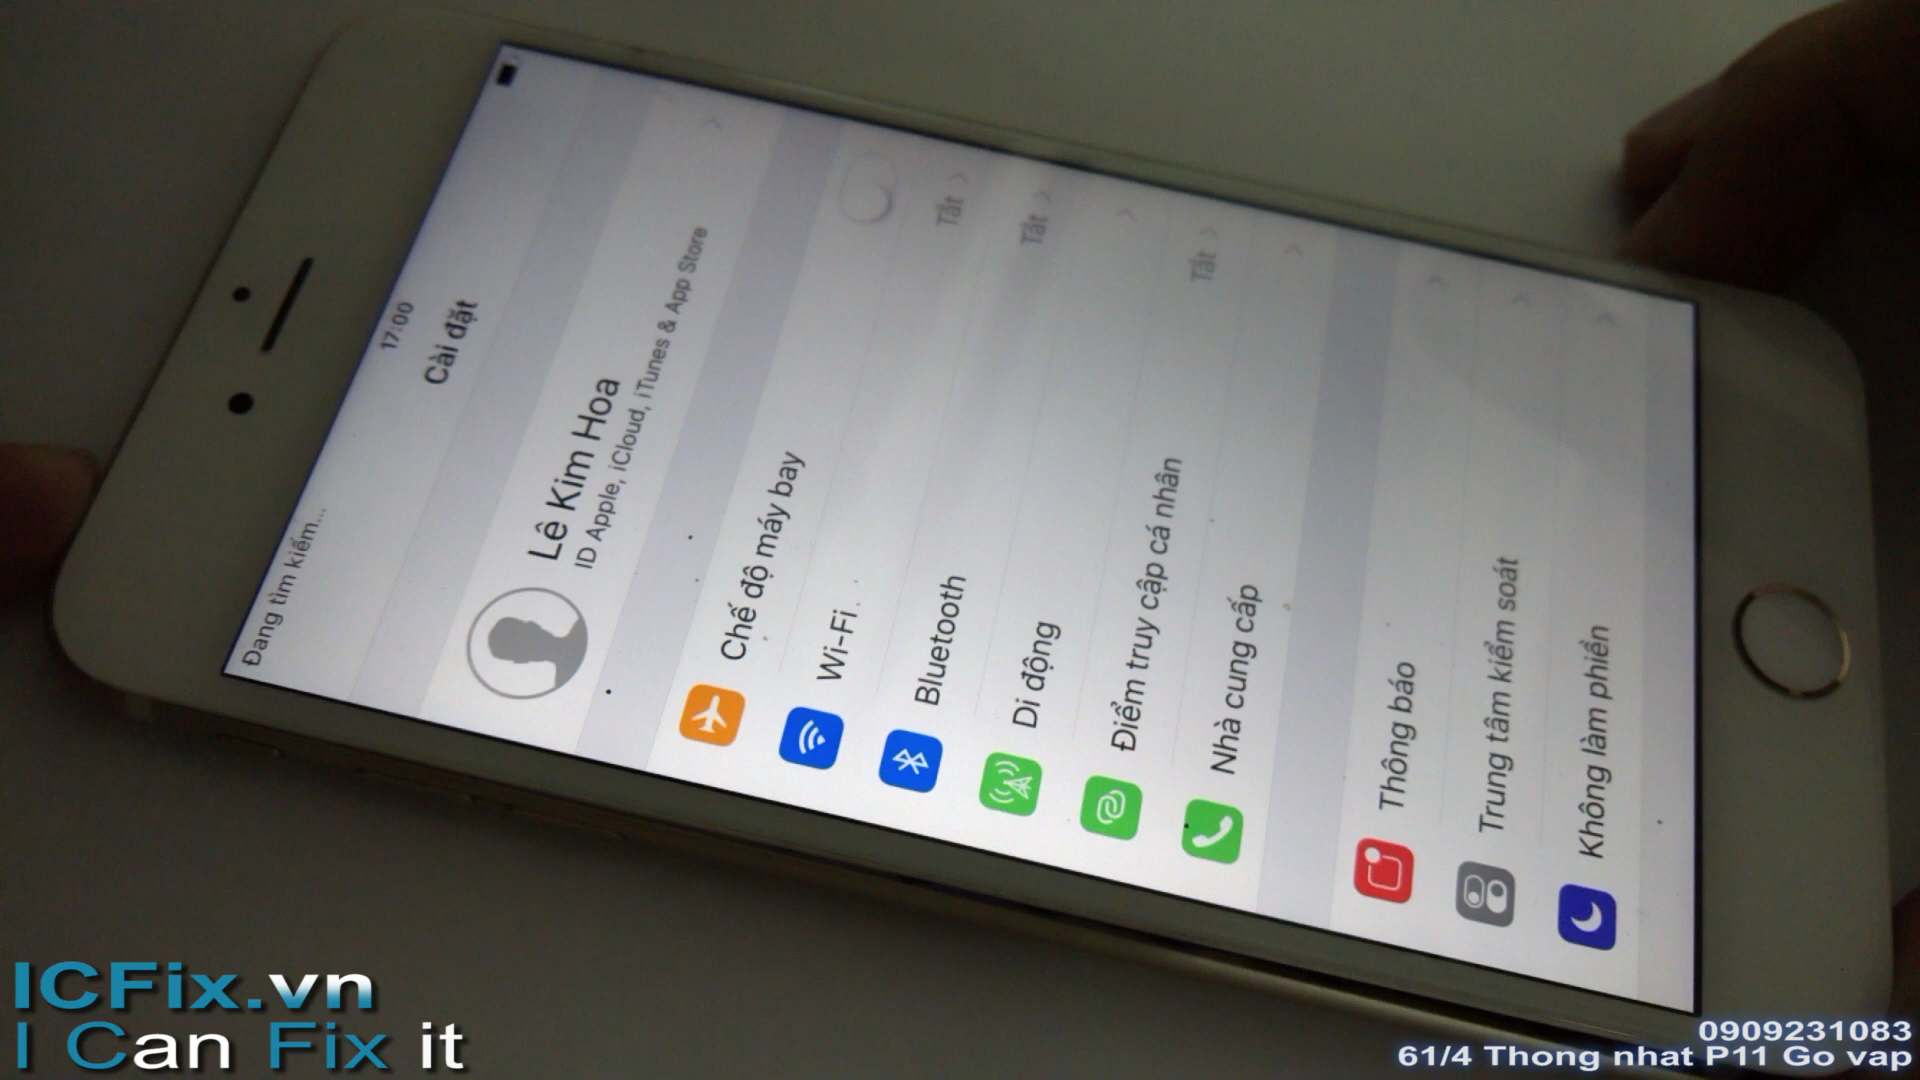 Đang tìm kiếm...
17:00
Cài đặt
Lê Kim Hoa
ID Apple, iCloud, iTunes & App Store
Chế độ máy bay
Wi-Fi Tắt
Bluetooth Tắt
Di động
Điểm truy cập cá nhân Tắt
Nhà cung cấp
Thông báo
Trung tâm kiểm soát
Không làm phiền
ICFix.vn
I Can Fix it
0909231083
61/4 Thong nhat P11 Go vap